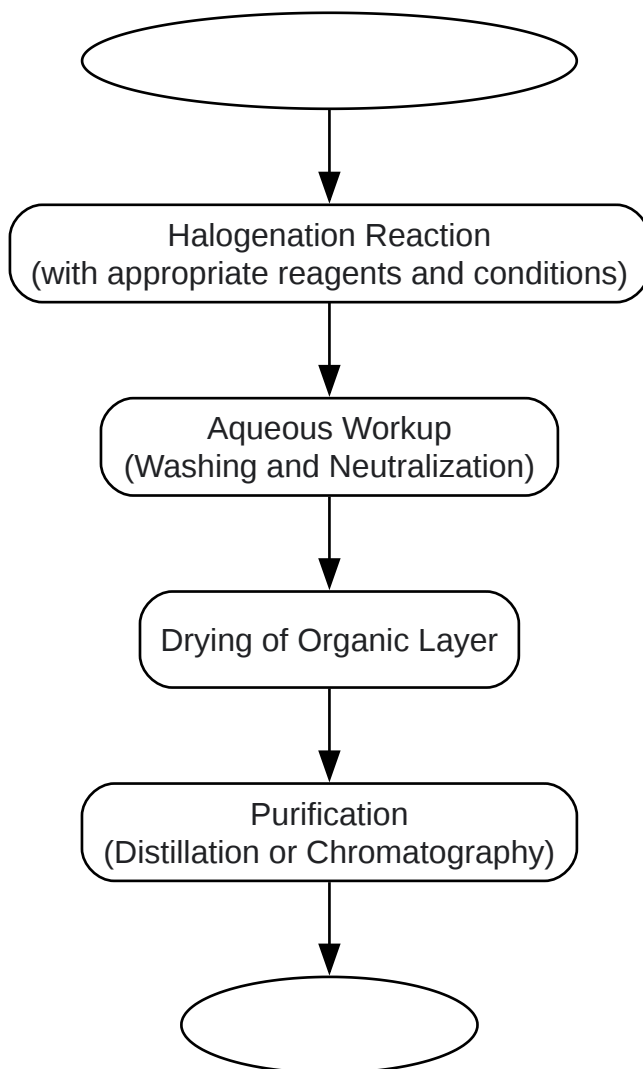 Halogenation Reaction
(with appropriate reagents and conditions)
Aqueous Workup
(Washing and Neutralization)
Drying of Organic Layer
Purification
(Distillation or Chromatography)